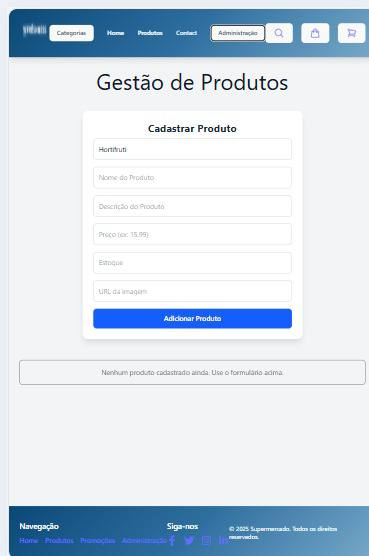 Categorias
Home
Produtos
Contact
Administração
Gestão de Produtos
Cadastrar Produto
Hortifruti
Nome do Produto
Descrição do Produto
Preço (ex: 15.99)
Estoque
URL da imagem
Adicionar Produto
Nenhum produto cadastrado ainda. Use o formulário acima.
Navegação
Home Produtos Promoções Administração
Siga-nos
© 2025 Supermercado. Todos os direitos
reservados.